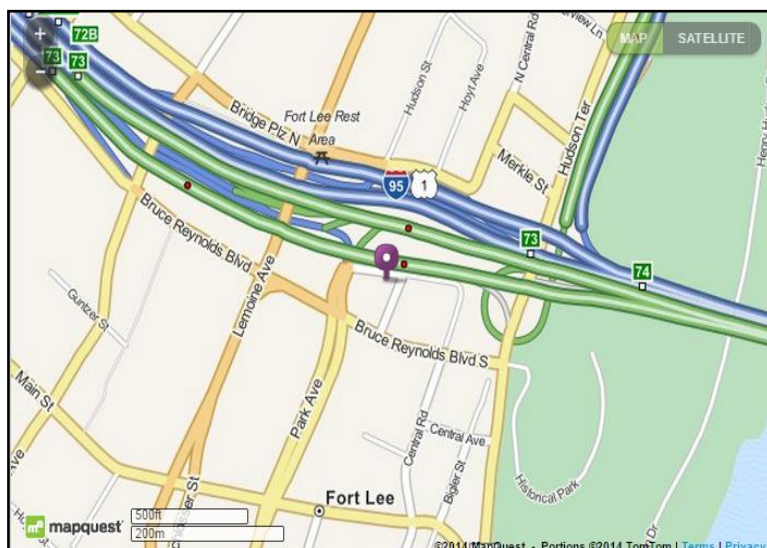 +
−
72B
73
73
MAP
SATELLITE
Bridge Plz N
Fort Lee Rest
Area
Hudson St
Hoyt Ave
N Central Rd
Hudson Ter
Merkle St
95
1
73
74
Bruce Reynolds Blvd
Lemoine Ave
Guntzer St
Bruce Reynolds Blvd S
Main St
Park Ave
Central Rd
Central Ave
Bigler St
Historical Park
Fort Lee
mapquest
500ft
200m
©2014 MapQuest - Portions ©2014 TomTom | Terms | Privacy